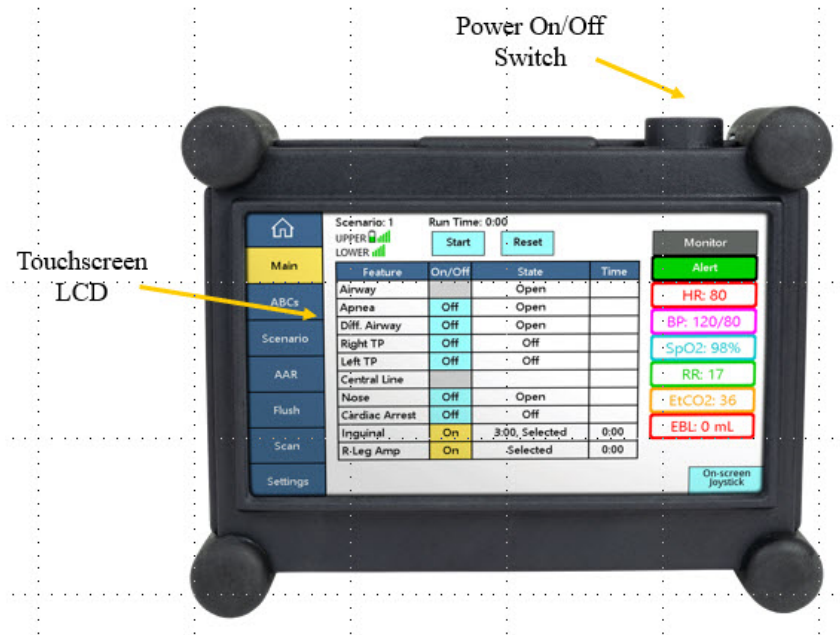 Power On/Off
Switch
Touchscreen
LCD
Scenario: 1 Run Time: 0:00
UPPER
LOWER
Start Reset
Main
ABCs
Scenario
AAR
Flush
Scan
Settings
Feature On/Off State Time
Airway Open
Apnea Off Open
Diff. Airway Off Open
Right TP Off Off
Left TP Off Off
Central Line
Nose Off Open
Cardiac Arrest Off Off
Inguinal On 3:00, Selected 0:00
R-Leg Amp On Selected 0:00
Monitor
Alert
HR: 80
BP: 120/80
SpO2: 98%
RR: 17
EtCO2: 36
EBL: 0 mL
On-screen
Joystick